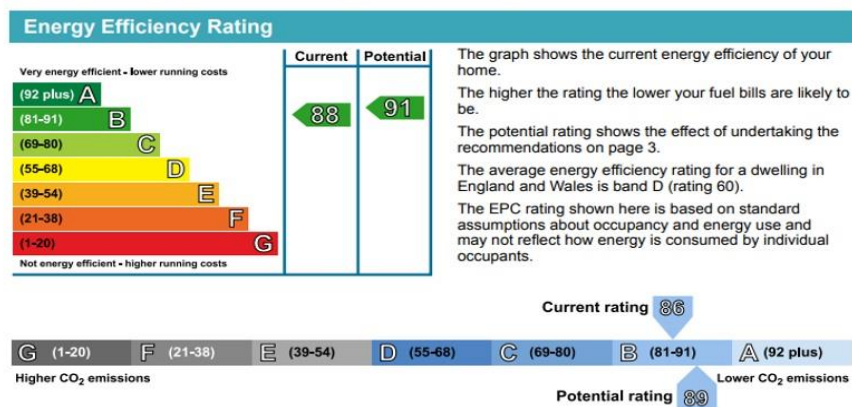 Energy Efficiency Rating
Current Potential
Very energy efficient - lower running costs
(92 plus) A
(81-91) B
(69-80) C
(55-68) D
(39-54) E
(21-38) F
(1-20) G
Not energy efficient - higher running costs
88
91
The graph shows the current energy efficiency of your
home.
The higher the rating the lower your fuel bills are likely to
be.
The potential rating shows the effect of undertaking the
recommendations on page 3.
The average energy efficiency rating for a dwelling in
England and Wales is band D (rating 60).
The EPC rating shown here is based on standard
assumptions about occupancy and energy use and
may not reflect how energy is consumed by individual
occupants.
Current rating 86
G (1-20) F (21-38) E (39-54) D (55-68) C (69-80) B (81-91) A (92 plus)
Higher CO2 emissions Lower CO2 emissions
Potential rating 89